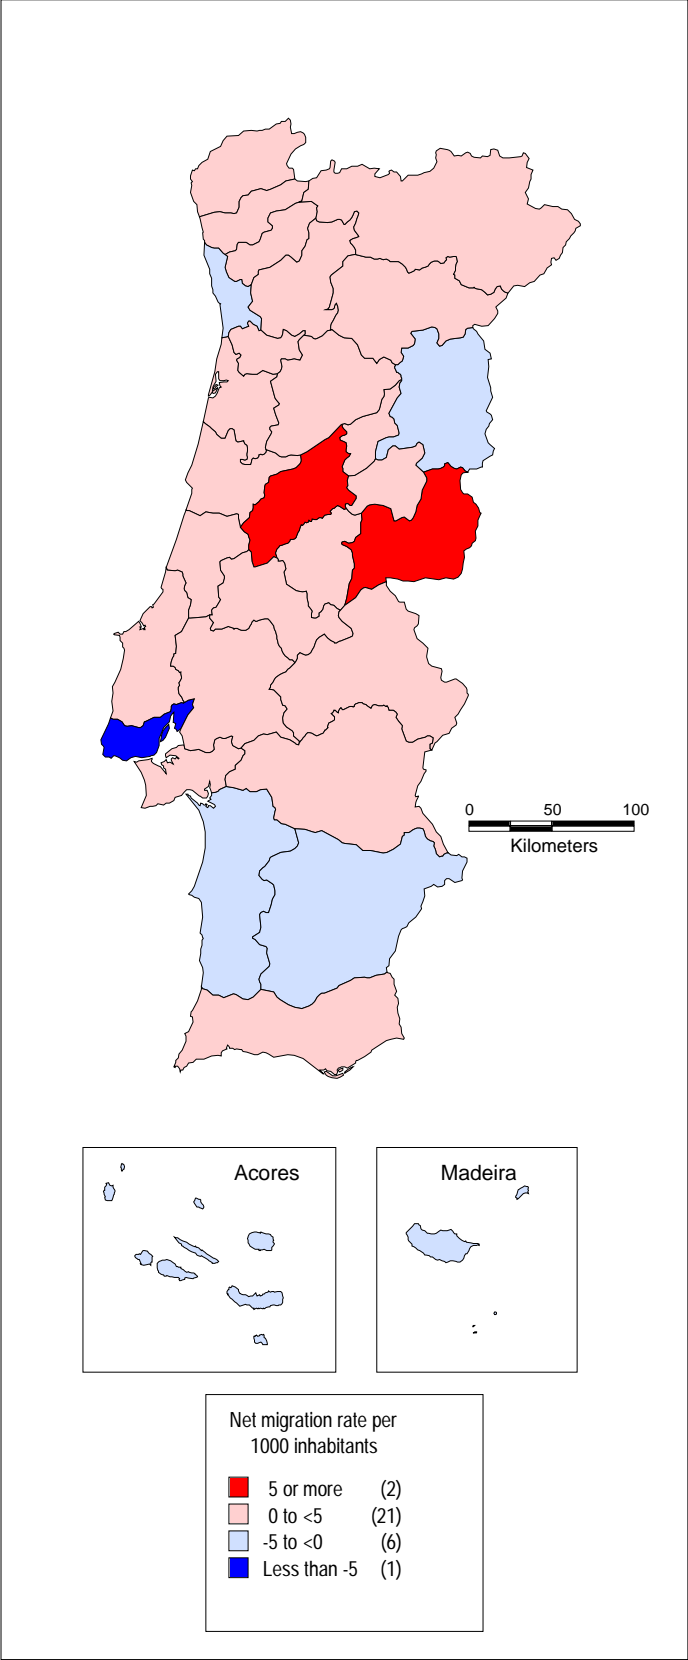 0 50 100
Kilometers
Acores
Madeira
Net migration rate per
1000 inhabitants
5 or more (2)
0 to <5 (21)
-5 to <0 (6)
Less than -5 (1)